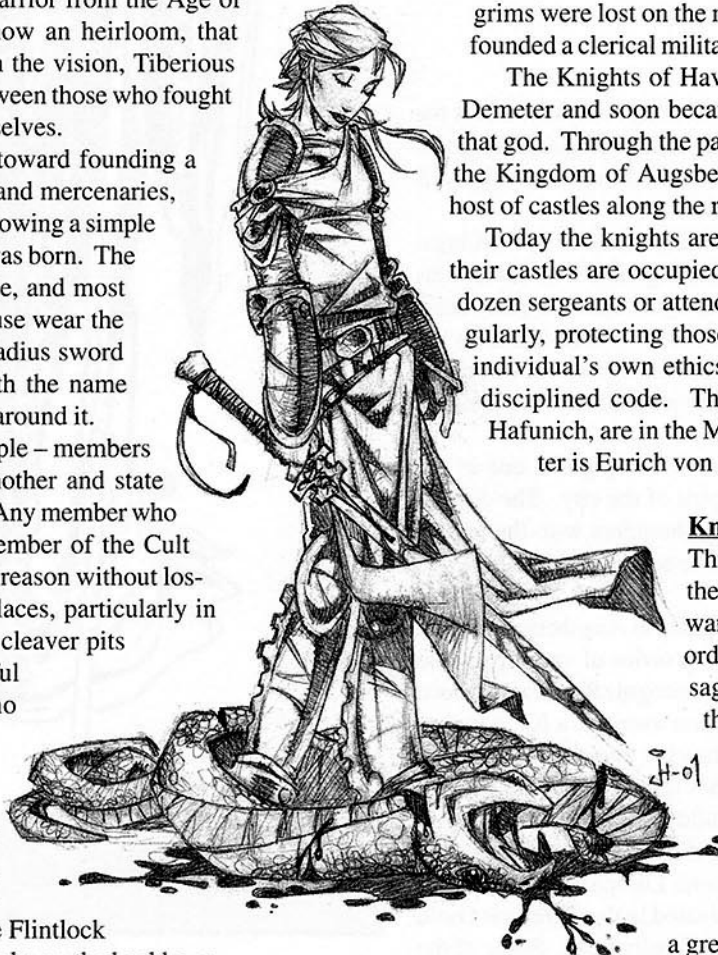 arrior from the Age of
ow an heirloom, that
the vision, Tiberious
ween those who fought
selves.
toward founding a
and mercenaries,
owing a simple
was born. The
e, and most
use wear the
adius sword
th the name
around it.
ple – members
nother and state
Any member who
ember of the Cult
reason without los-
laces, particularly in
cleaver pits
ful
no
e Flintlock
grims were lost on the r
founded a clerical milita
The Knights of Hav
Demeter and soon beca
that god. Through the pa
the Kingdom of Augsbe
host of castles along the r
Today the knights are
their castles are occupied
dozen sergeants or attend
gularly, protecting those
individual's own ethics
disciplined code. Th
Hafunich, are in the M
ter is Eurich von
Kn
Th
the
wa
ord
sag
th
JH-01
a gre